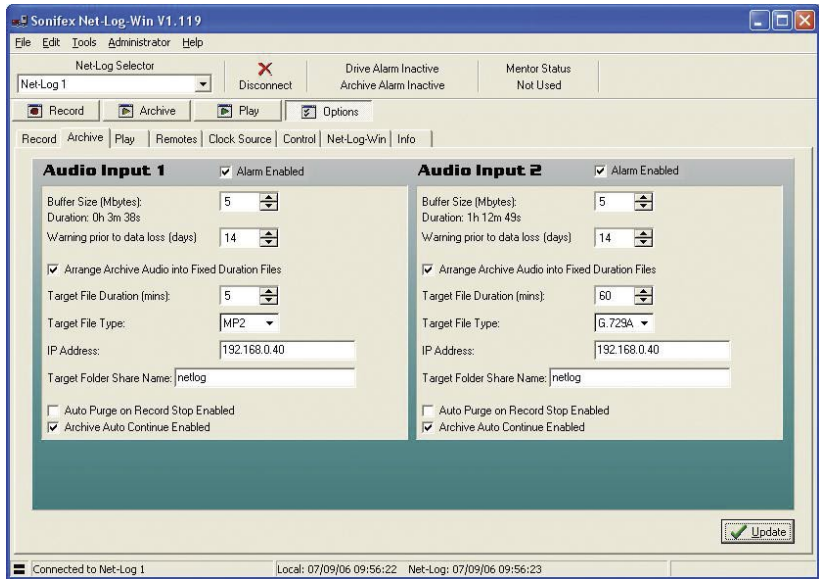 Sonifex Net-Log-Win V1.119
File Edit Tools Administrator Help
Net-Log Selector
Net-Log 1
Disconnect
Drive Alarm Inactive
Archive Alarm Inactive
Mentor Status
Not Used
Record Archive Play Options
Record Archive Play Remotes Clock Source Control Net-Log-Win Info
Audio Input 1
Alarm Enabled
Buffer Size (Mbytes): 5
Duration: 0h 3m 38s
Warning prior to data loss (days) 14
Arrange Archive Audio into Fixed Duration Files
Target File Duration (mins): 5
Target File Type: MP2
IP Address: 192.168.0.40
Target Folder Share Name: netlog
Auto Purge on Record Stop Enabled
Archive Auto Continue Enabled
Audio Input 2
Alarm Enabled
Buffer Size (Mbytes): 5
Duration: 1h 12m 49s
Warning prior to data loss (days) 14
Arrange Archive Audio into Fixed Duration Files
Target File Duration (mins): 60
Target File Type: G.729A
IP Address: 192.168.0.40
Target Folder Share Name: netlog
Auto Purge on Record Stop Enabled
Archive Auto Continue Enabled
Update
Connected to Net-Log 1
Local: 07/09/06 09:56:22 Net-Log: 07/09/06 09:56:23